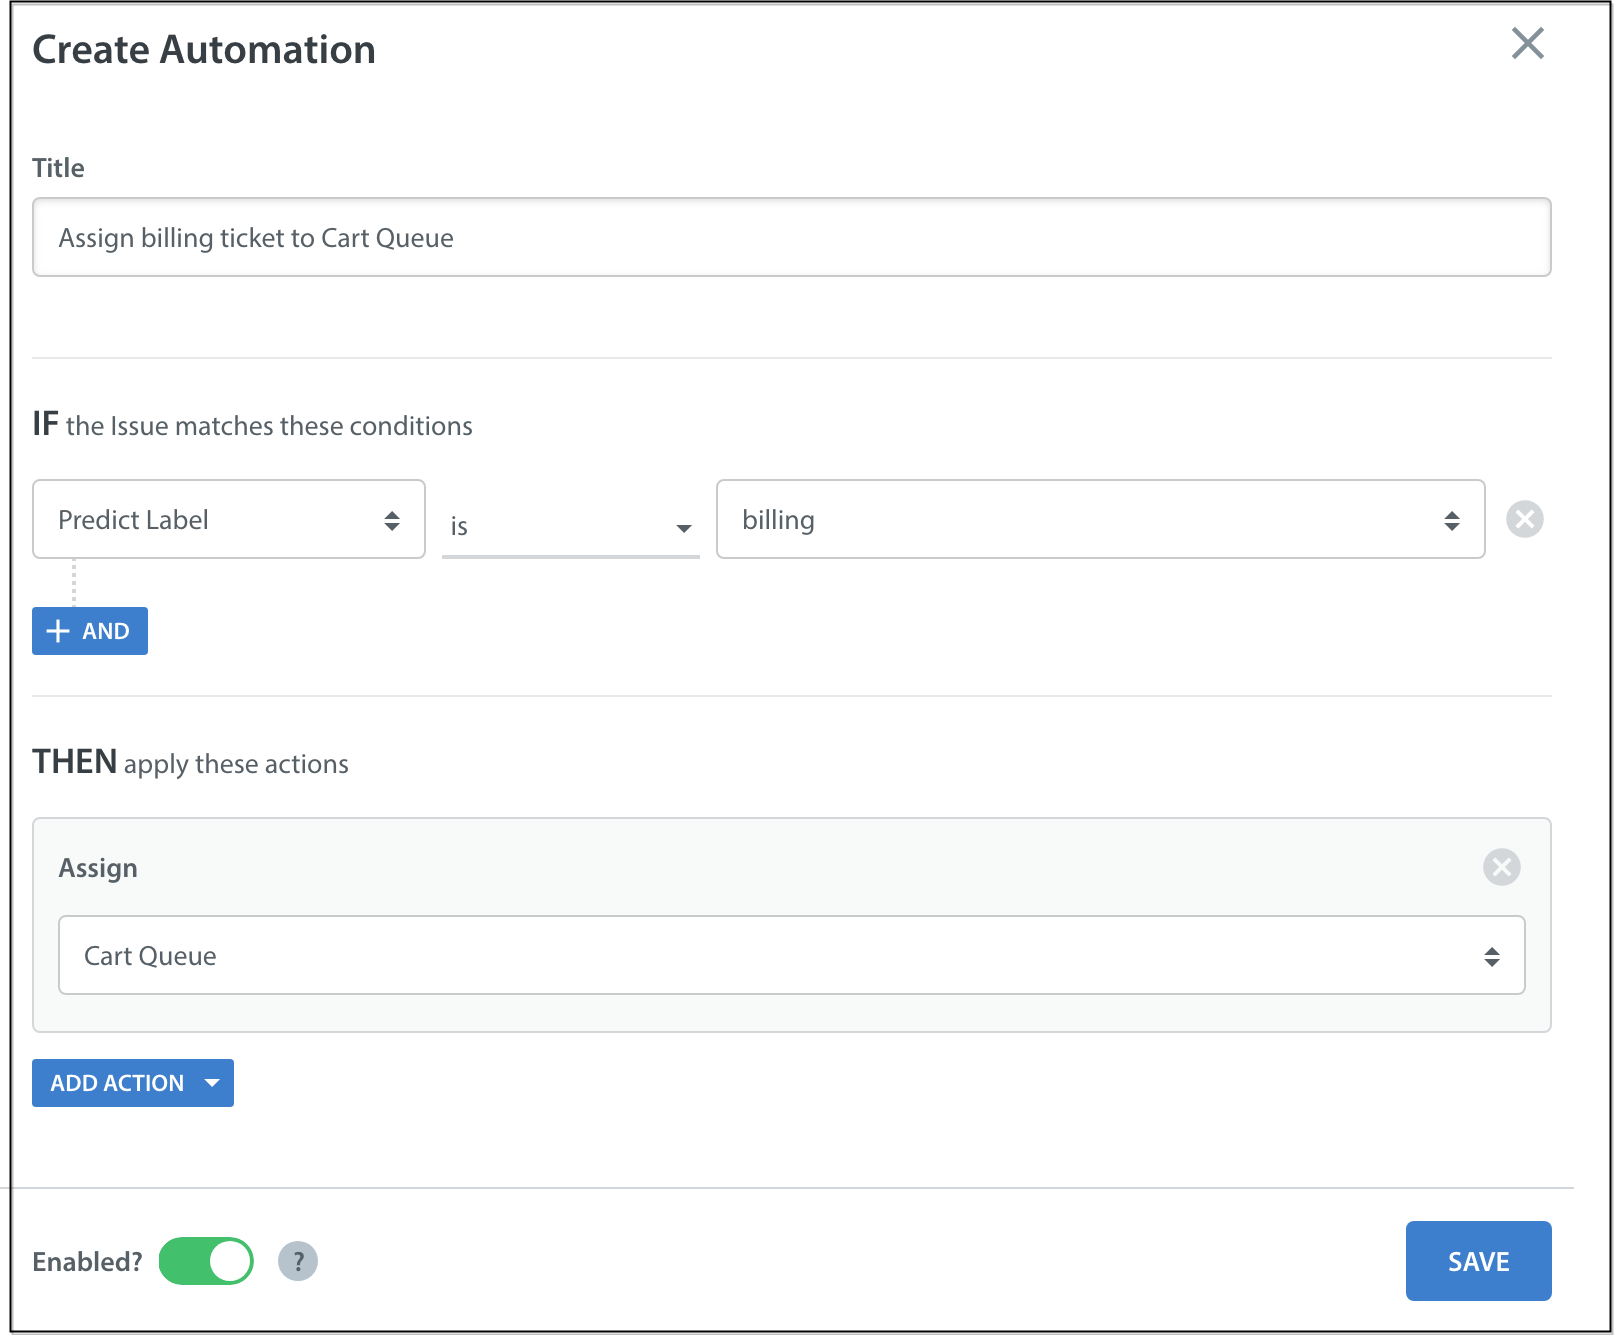 Create Automation
Title
Assign billing ticket to Cart Queue
IF the Issue matches these conditions
Predict Label is billing
AND
THEN apply these actions
Assign
Cart Queue
ADD ACTION
Enabled? ? SAVE